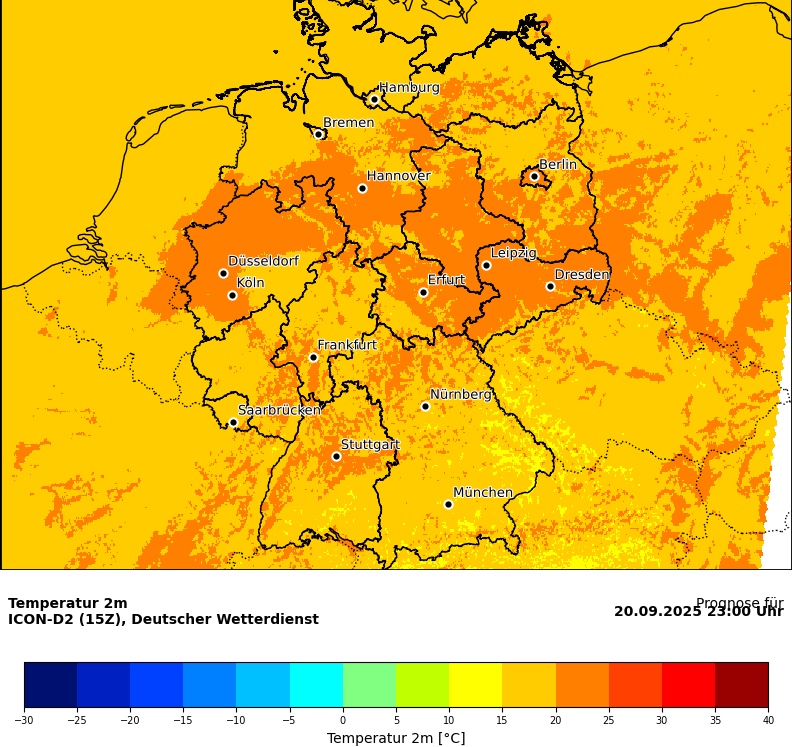 Hamburg
Bremen
Berlin
Hannover
Leipzig
Düsseldorf
Dresden
Köln
Erfurt
Frankfurt
Nürnberg
Saarbrücken
Stuttgart
München
Temperatur 2m
Prognose für
ICON-D2 (15Z), Deutscher Wetterdienst
20.09.2025 23:00 Uhr
−30 −25 −20 −15 −10 −5 0 5 10 15 20 25 30 35 40
Temperatur 2m [°C]